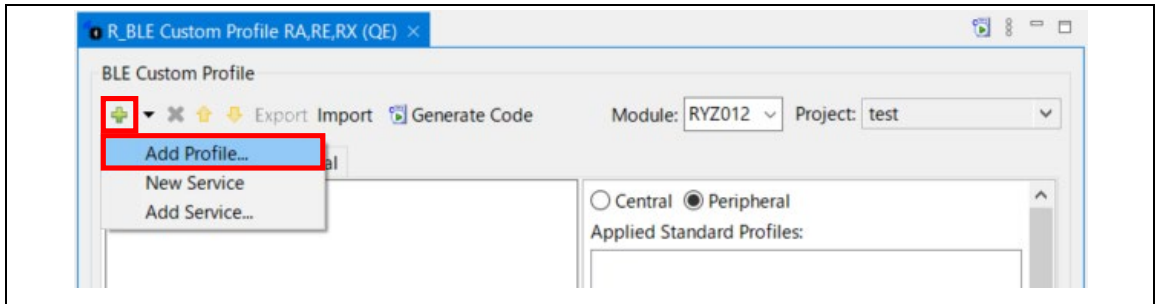 R_BLE Custom Profile RA,RE,RX (QE)
BLE Custom Profile
Export Import Generate Code Module: RYZ012 Project: test
Add Profile...
al
New Service
Add Service...
Central Peripheral
Applied Standard Profiles: